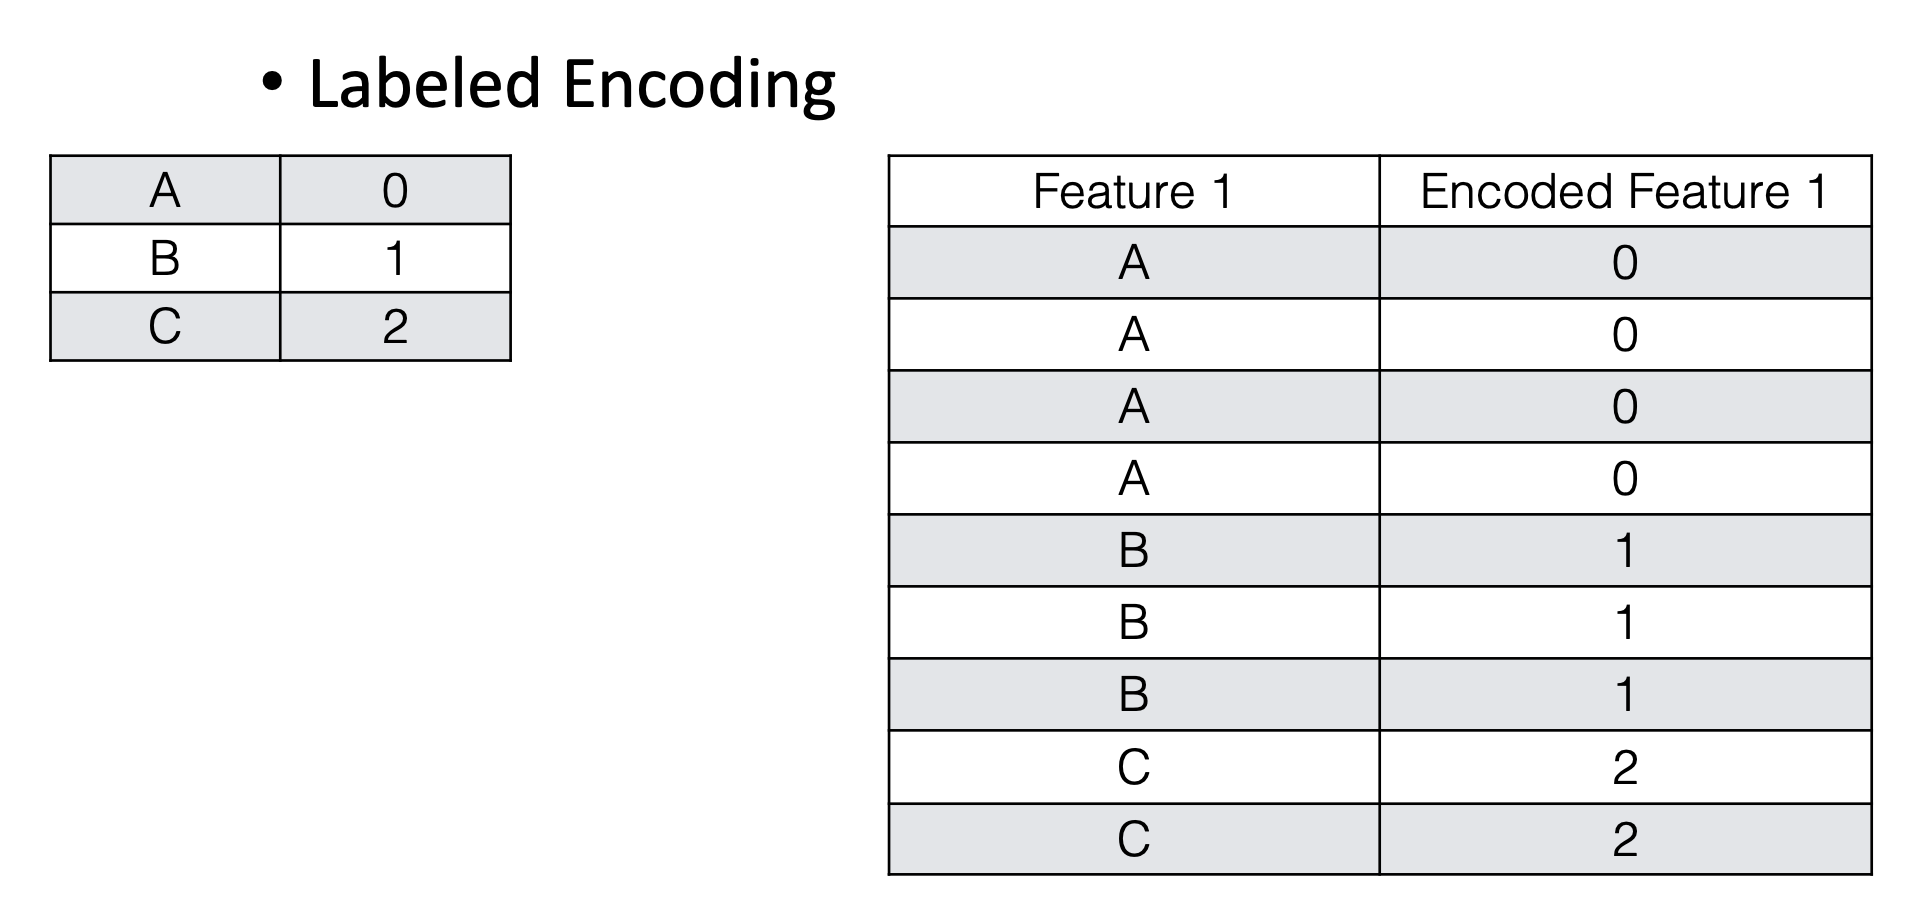 • Labeled Encoding
A 0
B 1
C 2
Feature 1 Encoded Feature 1
A 0
A 0
A 0
A 0
B 1
B 1
B 1
C 2
C 2